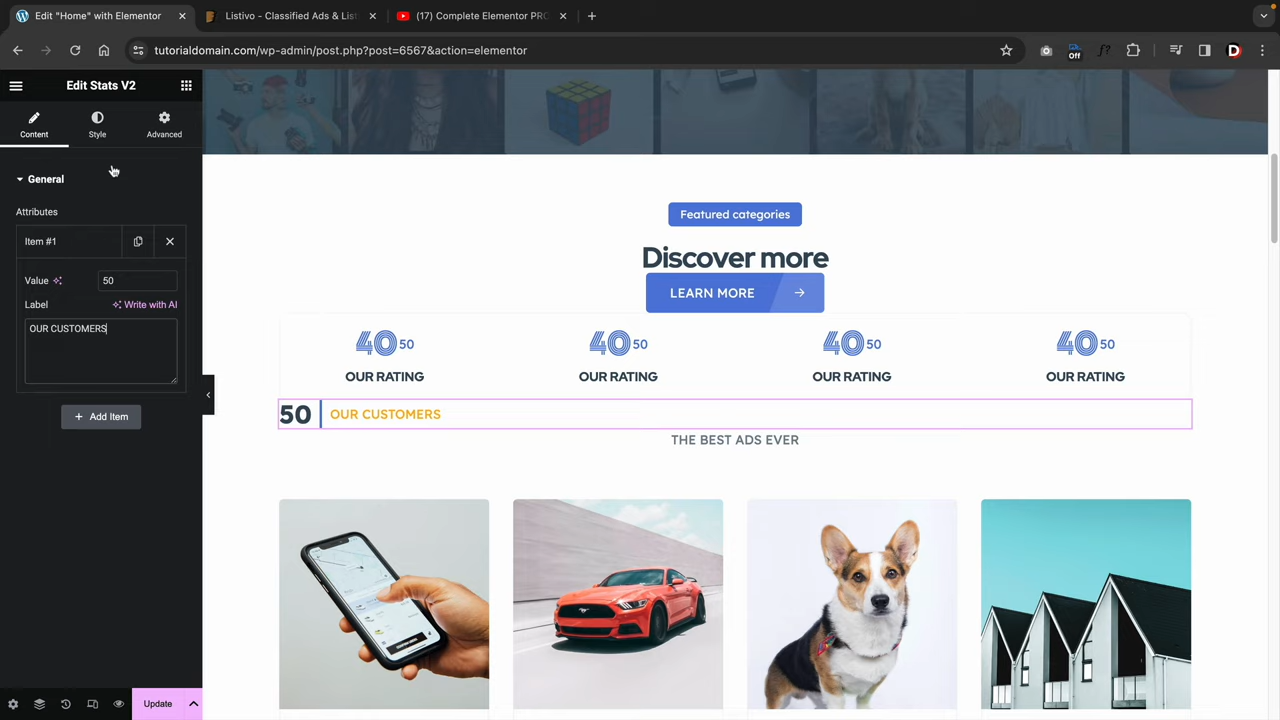 Edit "Home" with Elementor
Listivo - Classified Ads & List
(17) Complete Elementor PRO
tutorialdomain.com/wp-admin/post.php?post=6567&action=elementor
Off
f?
D
Edit Stats V2
Content
Style
Advanced
General
Attributes
Item #1
Value
50
Label
Write with AI
OUR CUSTOMERS
Add Item
Update
Featured categories
Discover more
LEARN MORE
40 50
40 50
40 50
40 50
OUR RATING
OUR RATING
OUR RATING
OUR RATING
50
OUR CUSTOMERS
THE BEST ADS EVER